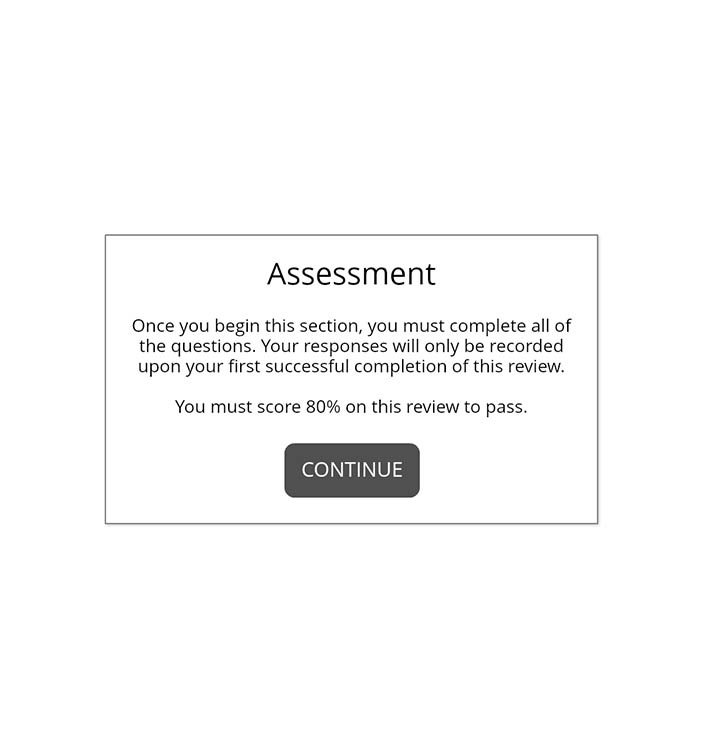 Assessment
Once you begin this section, you must complete all of
the questions. Your responses will only be recorded
upon your first successful completion of this review.
You must score 80% on this review to pass.
CONTINUE